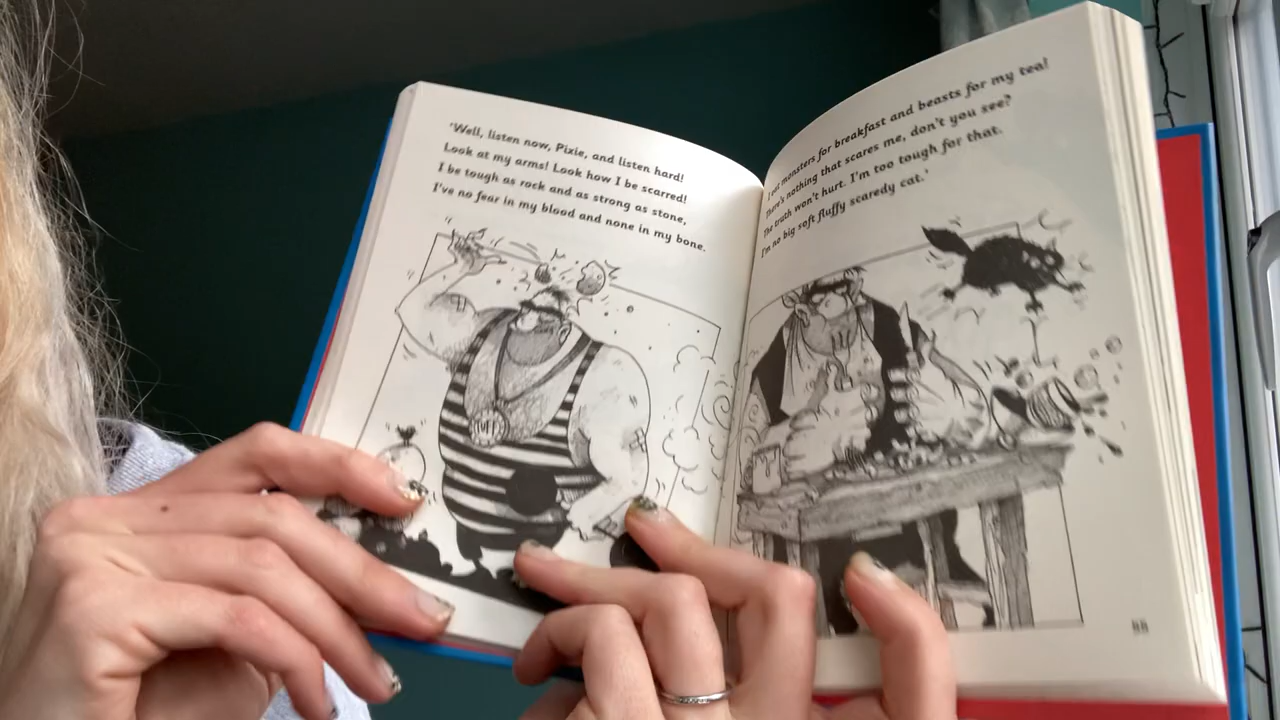 'Well, listen now, Pixie, and listen hard!
Look at my arms! Look how I be scarred!
I be tough as rock and as strong as stone,
I've no fear in my blood and none in my bone.
I eat monsters for breakfast and beasts for my tea!
There's nothing that scares me, don't you see?
The truth won't hurt. I'm too tough for that.
I'm no big soft fluffy scaredy cat.'
TUFF